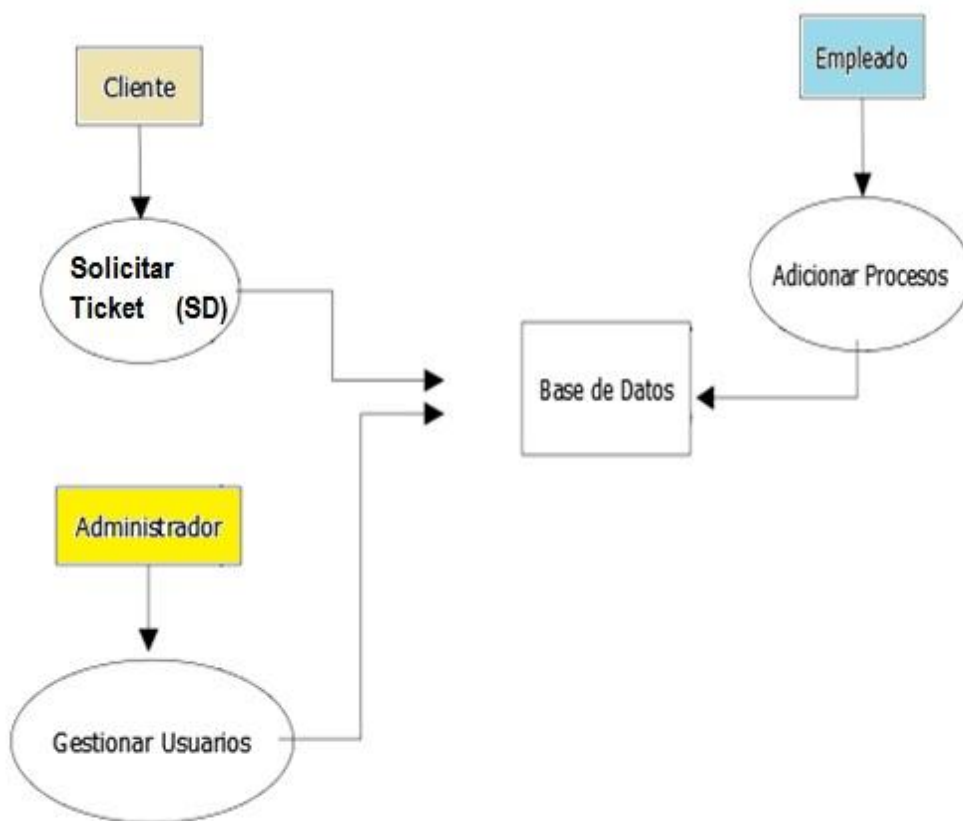 Cliente
Empleado
Solicitar
Ticket (SD)
Adicionar Procesos
Base de Datos
Administrador
Gestionar Usuarios